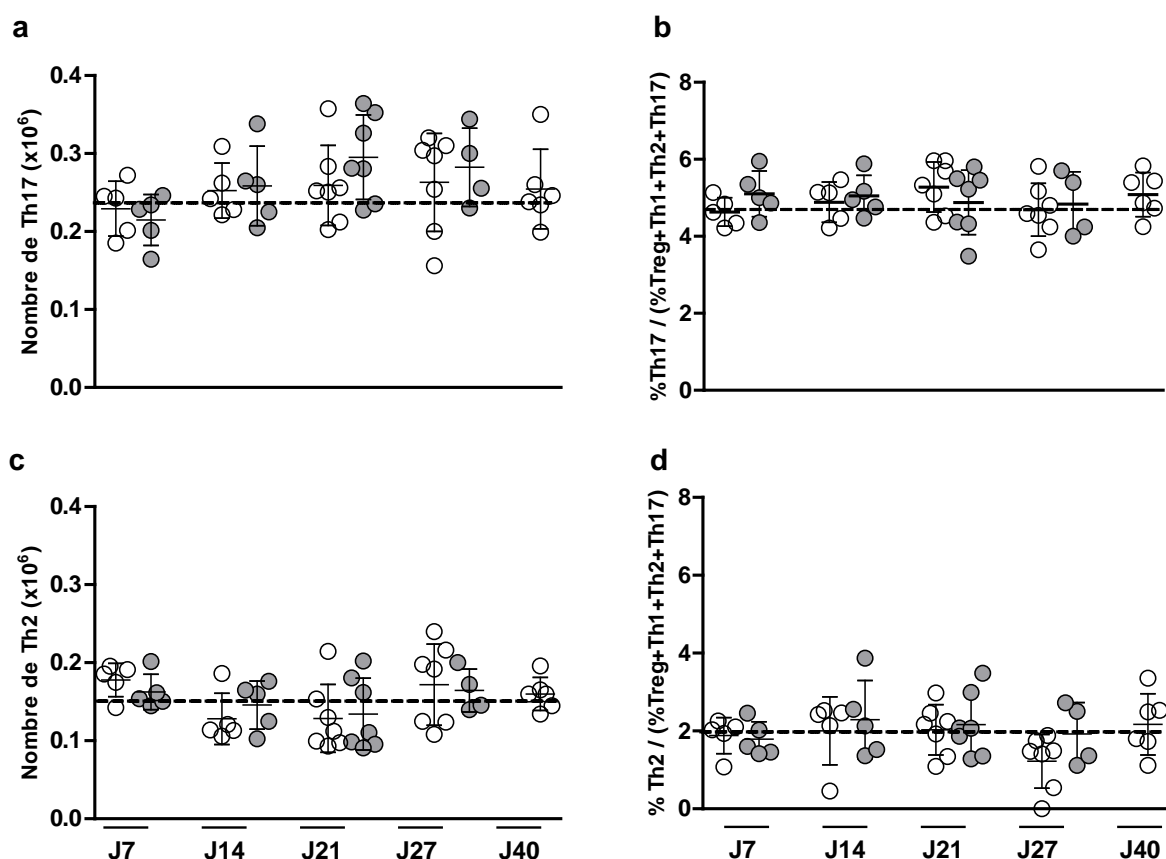 a
Nombre de Th17 (x10⁶)
0.4
0.3
0.2
0.1
0.0
b
%Th17 / (%Treg+Th1+Th2+Th17)
8
6
4
2
0
c
Nombre de Th2 (x10⁶)
0.4
0.3
0.2
0.1
0.0
J7 J14 J21 J27 J40
d
% Th2 / (%Treg+Th1+Th2+Th17)
8
6
4
2
0
J7 J14 J21 J27 J40